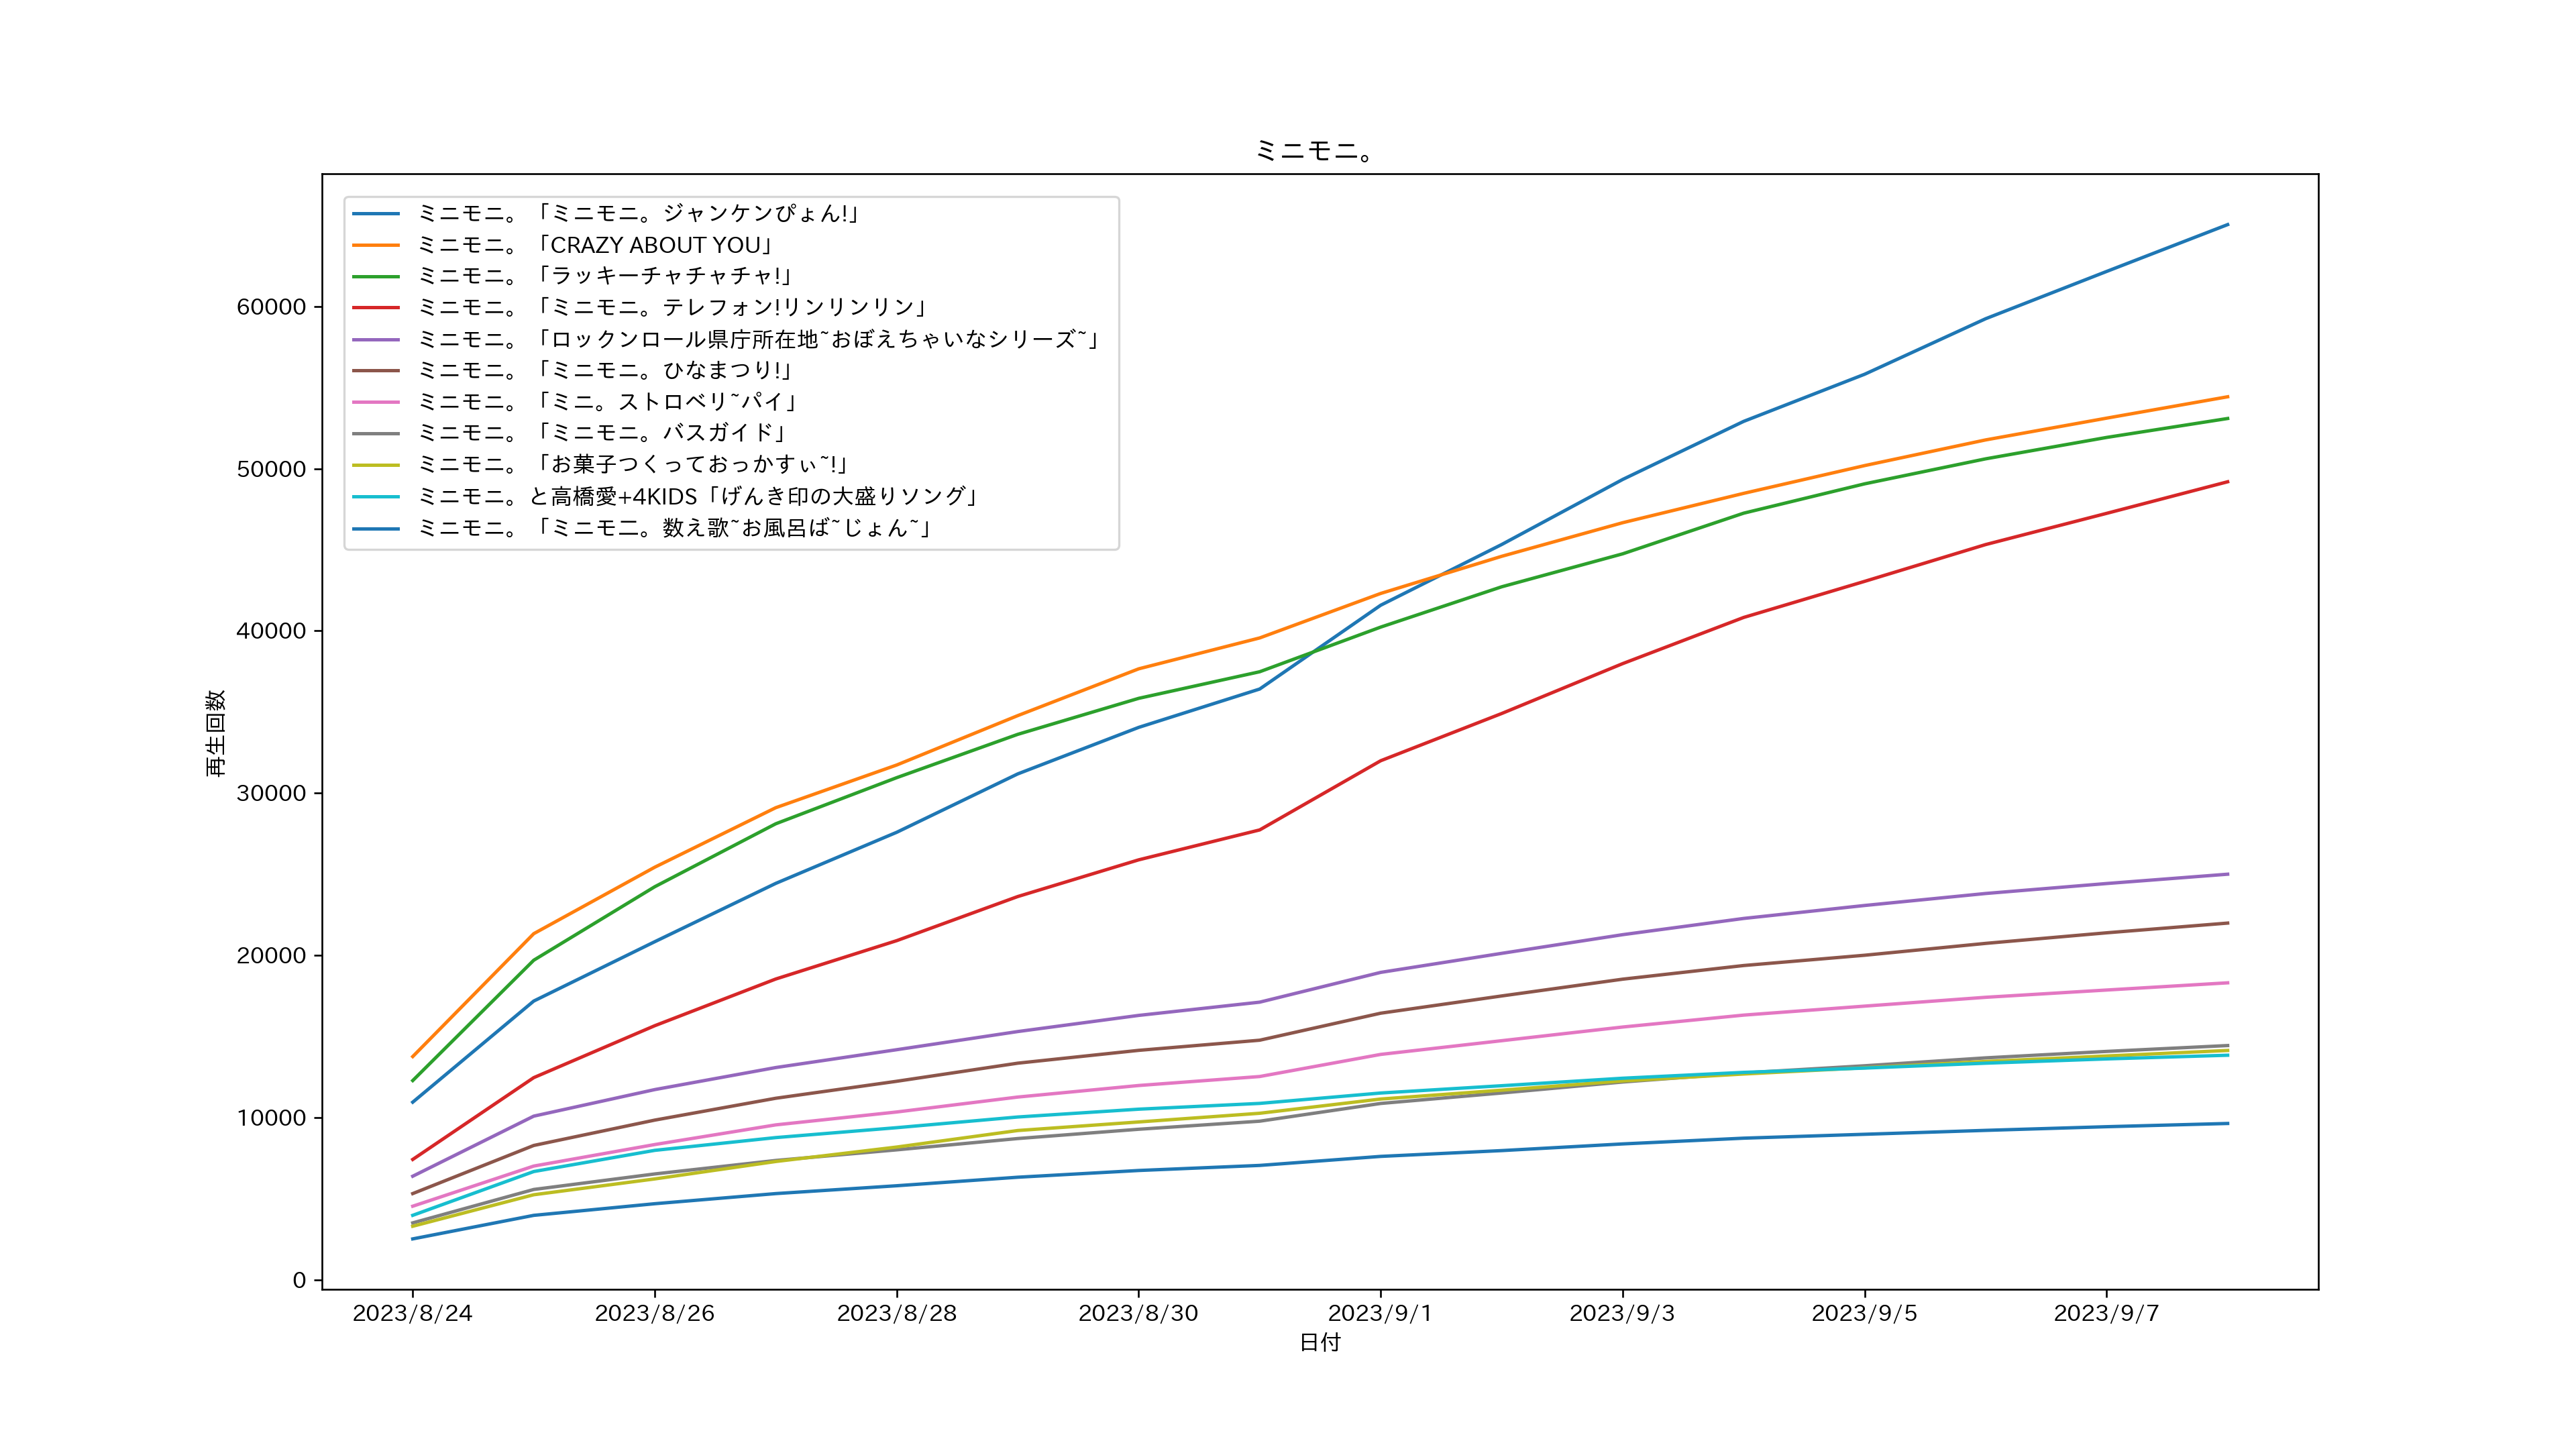 ミニモニ。
ミニモニ。「ミニモニ。ジャンケンぴょん!」
ミニモニ。「CRAZY ABOUT YOU」
ミニモニ。「ラッキーチャチャチャ!」
ミニモニ。「ミニモニ。テレフォン!リンリンリン」
ミニモニ。「ロックンロール県庁所在地~おぼえちゃいなシリーズ~」
ミニモニ。「ミニモニ。ひなまつり!」
ミニモニ。「ミニ。ストロベリ~パイ」
ミニモニ。「ミニモニ。バスガイド」
ミニモニ。「お菓子つくっておっかすぃ~!」
ミニモニ。と高橋愛+4KIDS「げんき印の大盛りソング」
ミニモニ。「ミニモニ。数え歌~お風呂ば~じょん~」
60000
50000
40000
30000
20000
10000
0
再生回数
2023/8/24 2023/8/26 2023/8/28 2023/8/30 2023/9/1 2023/9/3 2023/9/5 2023/9/7
日付